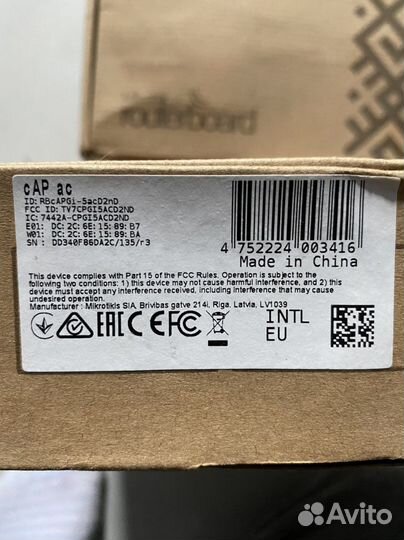 routerboard
cAP ac
ID: RBcAPGi-5acD2nD
FCC ID: TV7CPGI5ACD2ND
IC: 7442A-CPGI5ACD2ND
E01: DC:2C:6E:15:89:B7
W01: DC:2C:6E:15:89:BA
SN : DD340F86DA2C/135/r3
4 752224 003416
Made in China
This device complies with Part 15 of the FCC Rules. Operation is subject to the
following two conditions: 1) this device may not cause harmful interference, and 2) this
device must accept any interference received, including interference that may cause
undesired operation.
Manufacturer : Mikrotikls SIA, Brivibas gatve 214i, Riga, Latvia, LV1039
EAC CE FC
INTL
EU
Avito